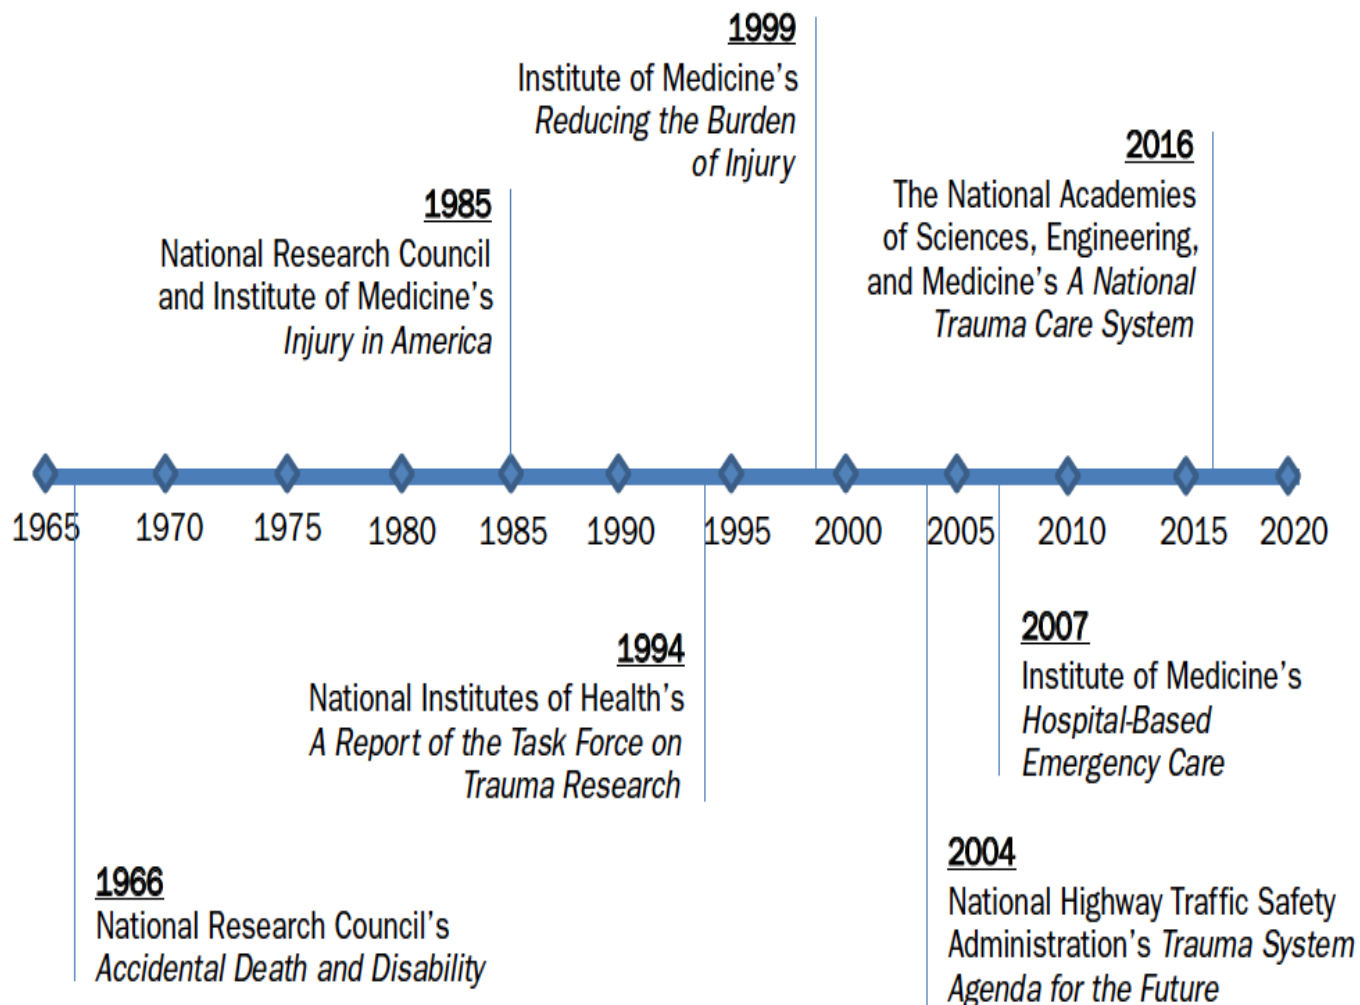 1999
Institute of Medicine's
Reducing the Burden
of Injury
2016
The National Academies
of Sciences, Engineering,
and Medicine's A National
Trauma Care System
1985
National Research Council
and Institute of Medicine's
Injury in America
1965 1970 1975 1980 1985 1990 1995 2000 2005 2010 2015 2020
1994
National Institutes of Health's
A Report of the Task Force on
Trauma Research
2007
Institute of Medicine's
Hospital-Based
Emergency Care
1966
National Research Council's
Accidental Death and Disability
2004
National Highway Traffic Safety
Administration's Trauma System
Agenda for the Future